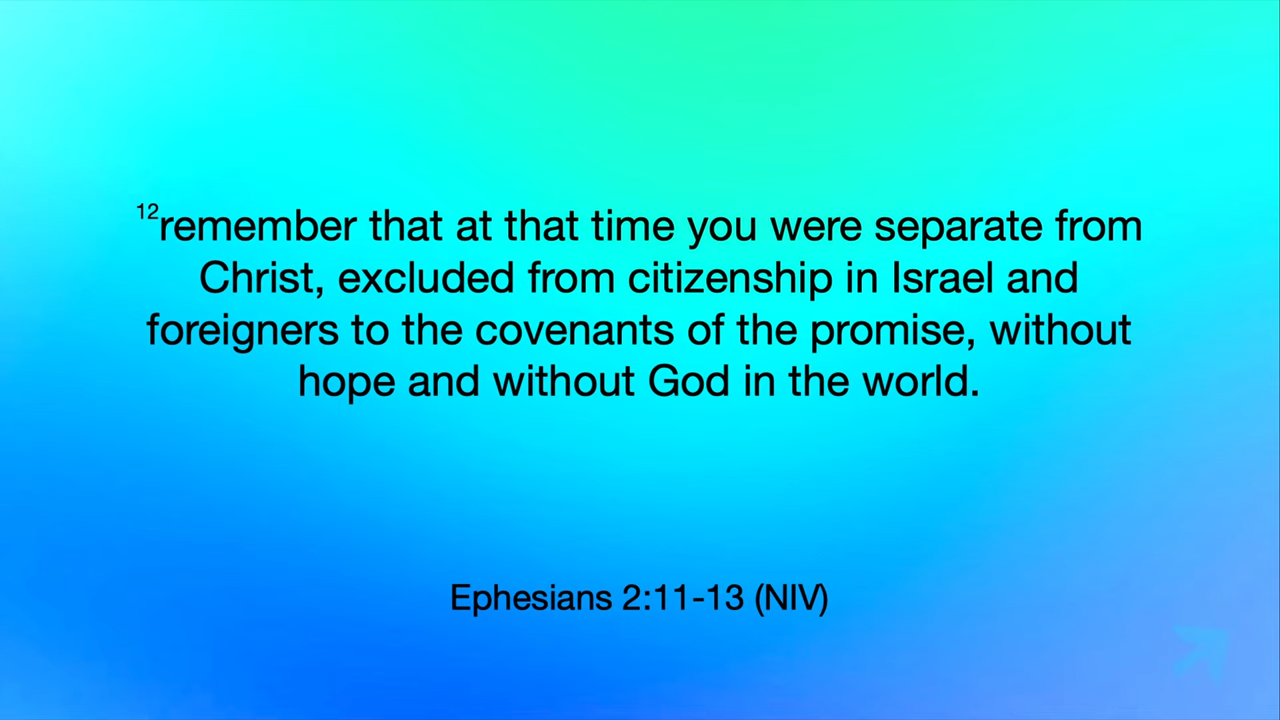 12remember that at that time you were separate from
Christ, excluded from citizenship in Israel and
foreigners to the covenants of the promise, without
hope and without God in the world.
Ephesians 2:11-13 (NIV)